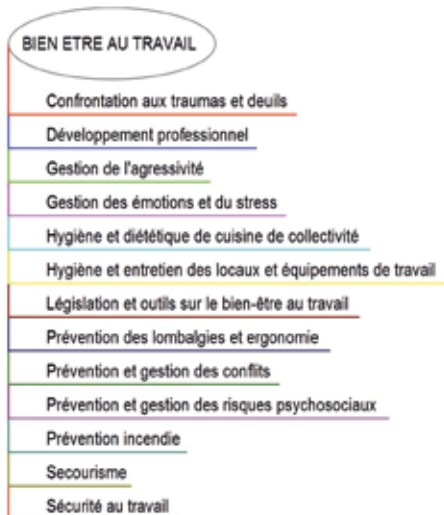 BIEN ETRE AU TRAVAIL
Confrontation aux traumas et deuils
Développement professionnel
Gestion de l'agressivité
Gestion des émotions et du stress
Hygiène et diététique de cuisine de collectivité
Hygiène et entretien des locaux et équipements de travail
Législation et outils sur le bien-être au travail
Prévention des lombalgies et ergonomie
Prévention et gestion des conflits
Prévention et gestion des risques psychosociaux
Prévention incendie
Secourisme
Sécurité au travail